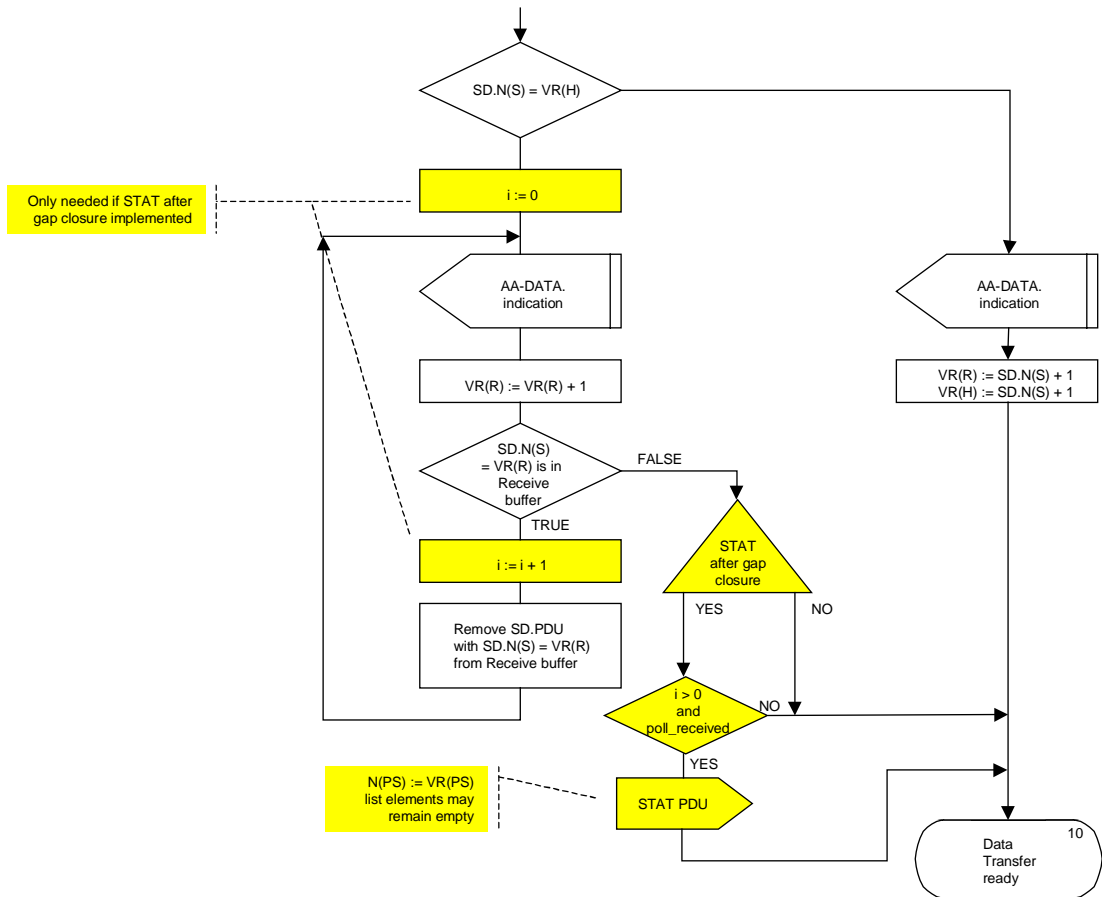 SD.N(S) = VR(H)
Only needed if STAT after
gap closure implemented
i := 0
AA-DATA.
indication
AA-DATA.
indication
VR(R) := VR(R) + 1
VR(R) := SD.N(S) + 1
VR(H) := SD.N(S) + 1
SD.N(S)
= VR(R) is in
Receive
buffer
FALSE
TRUE
STAT
after gap
closure
i := i + 1
YES
NO
Remove SD.PDU
with SD.N(S) = VR(R)
from Receive buffer
i > 0
and
poll_received
NO
YES
N(PS) := VR(PS)
list elements may
remain empty
STAT PDU
10
Data
Transfer
ready